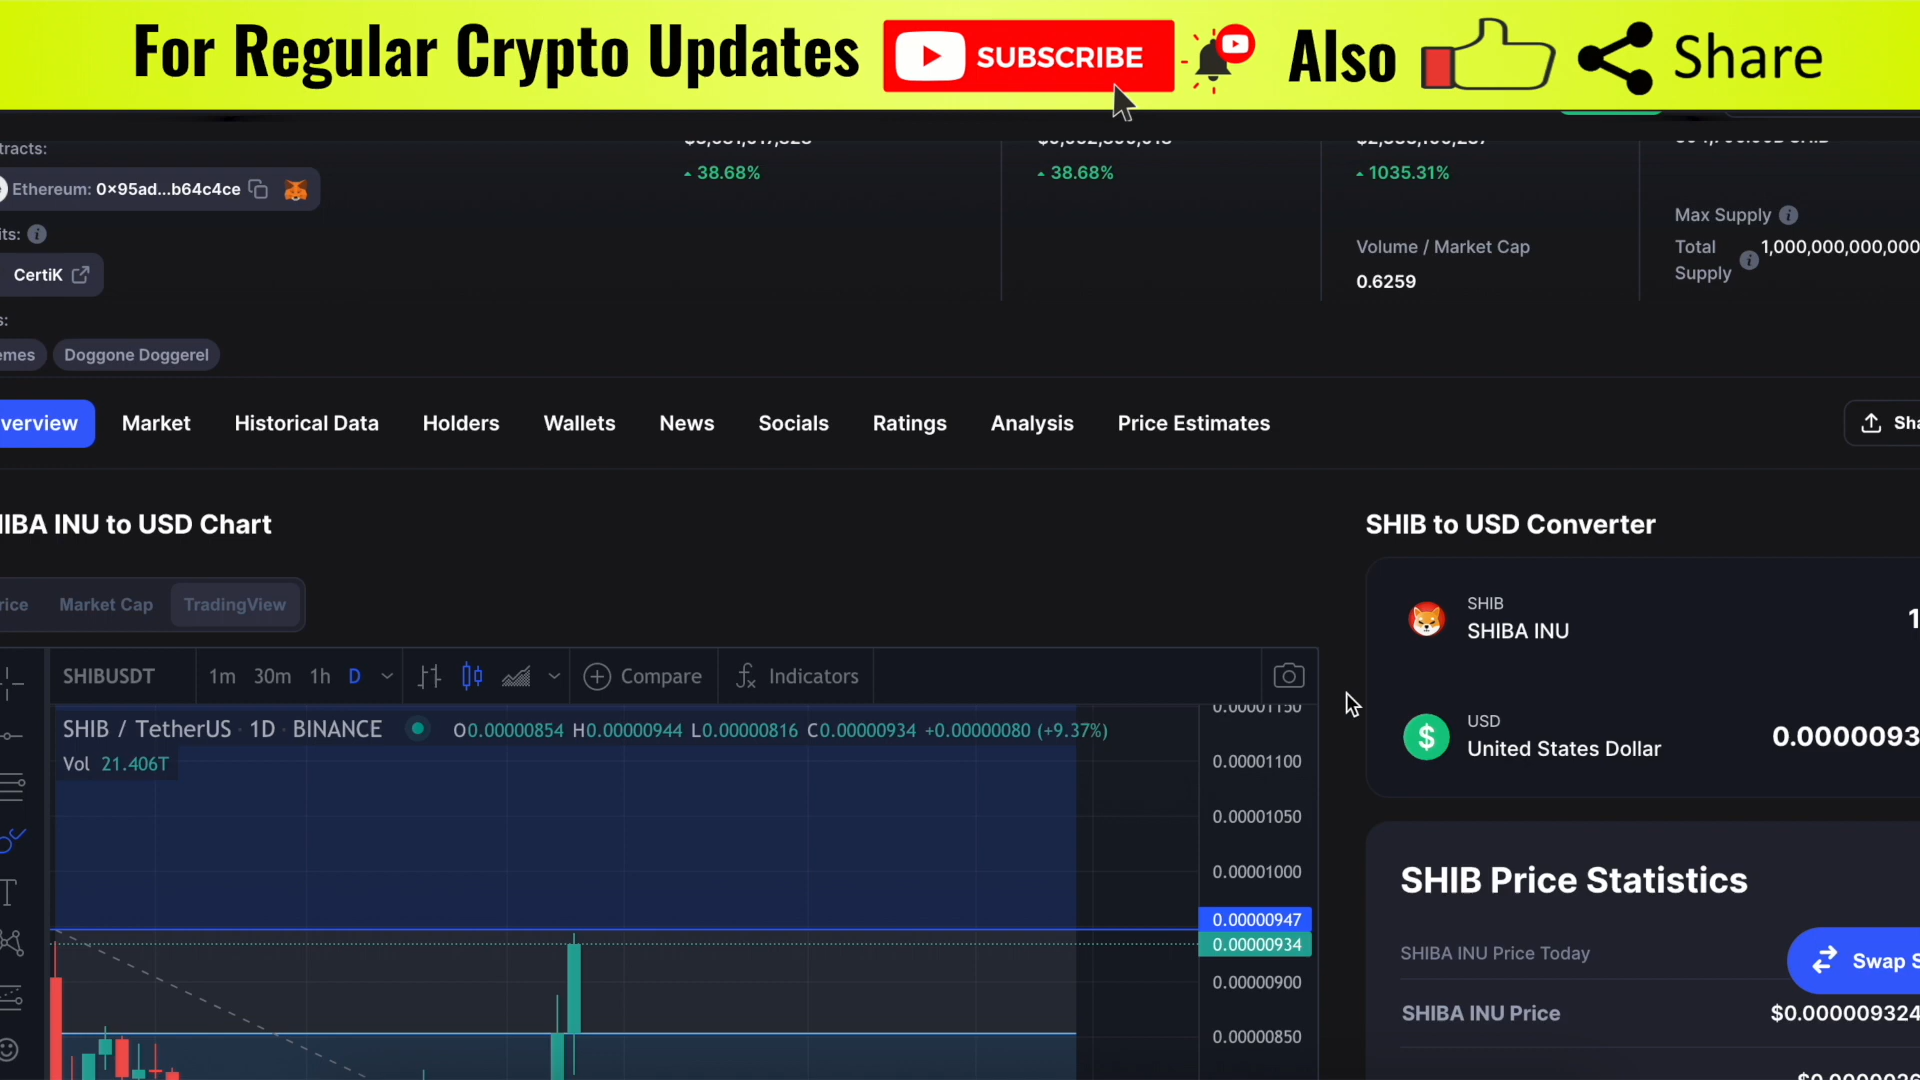 For Regular Crypto Updates SUBSCRIBE Also Share
tracts:
Ethereum: 0x95ad...b64c4ce
38.68%
38.68%
1035.31%
Max Supply
Total Supply 1,000,000,000,000
Volume / Market Cap
0.6259
its:
CertiK
s:
emes Doggone Doggerel
verview Market Historical Data Holders Wallets News Socials Ratings Analysis Price Estimates Sha
IBA INU to USD Chart
SHIB to USD Converter
rice Market Cap TradingView
SHIB
SHIBA INU 1
SHIBUSDT 1m 30m 1h D Compare Indicators
USD
United States Dollar 0.0000093
SHIB / TetherUS · 1D · BINANCE O0.00000854 H0.00000944 L0.00000816 C0.00000934 +0.00000080 (+9.37%)
Vol 21.406T
0.00001150
0.00001100
0.00001050
0.00001000
0.00000947
0.00000934
0.00000900
0.00000850
SHIB Price Statistics
SHIBA INU Price Today
Swap S
SHIBA INU Price $0.000009324